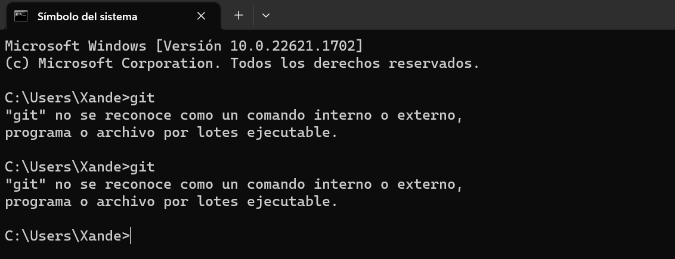 Símbolo del sistema
Microsoft Windows [Versión 10.0.22621.1702]
(c) Microsoft Corporation. Todos los derechos reservados.
C:\Users\Xande>git
"git" no se reconoce como un comando interno o externo,
programa o archivo por lotes ejecutable.
C:\Users\Xande>git
"git" no se reconoce como un comando interno o externo,
programa o archivo por lotes ejecutable.
C:\Users\Xande>